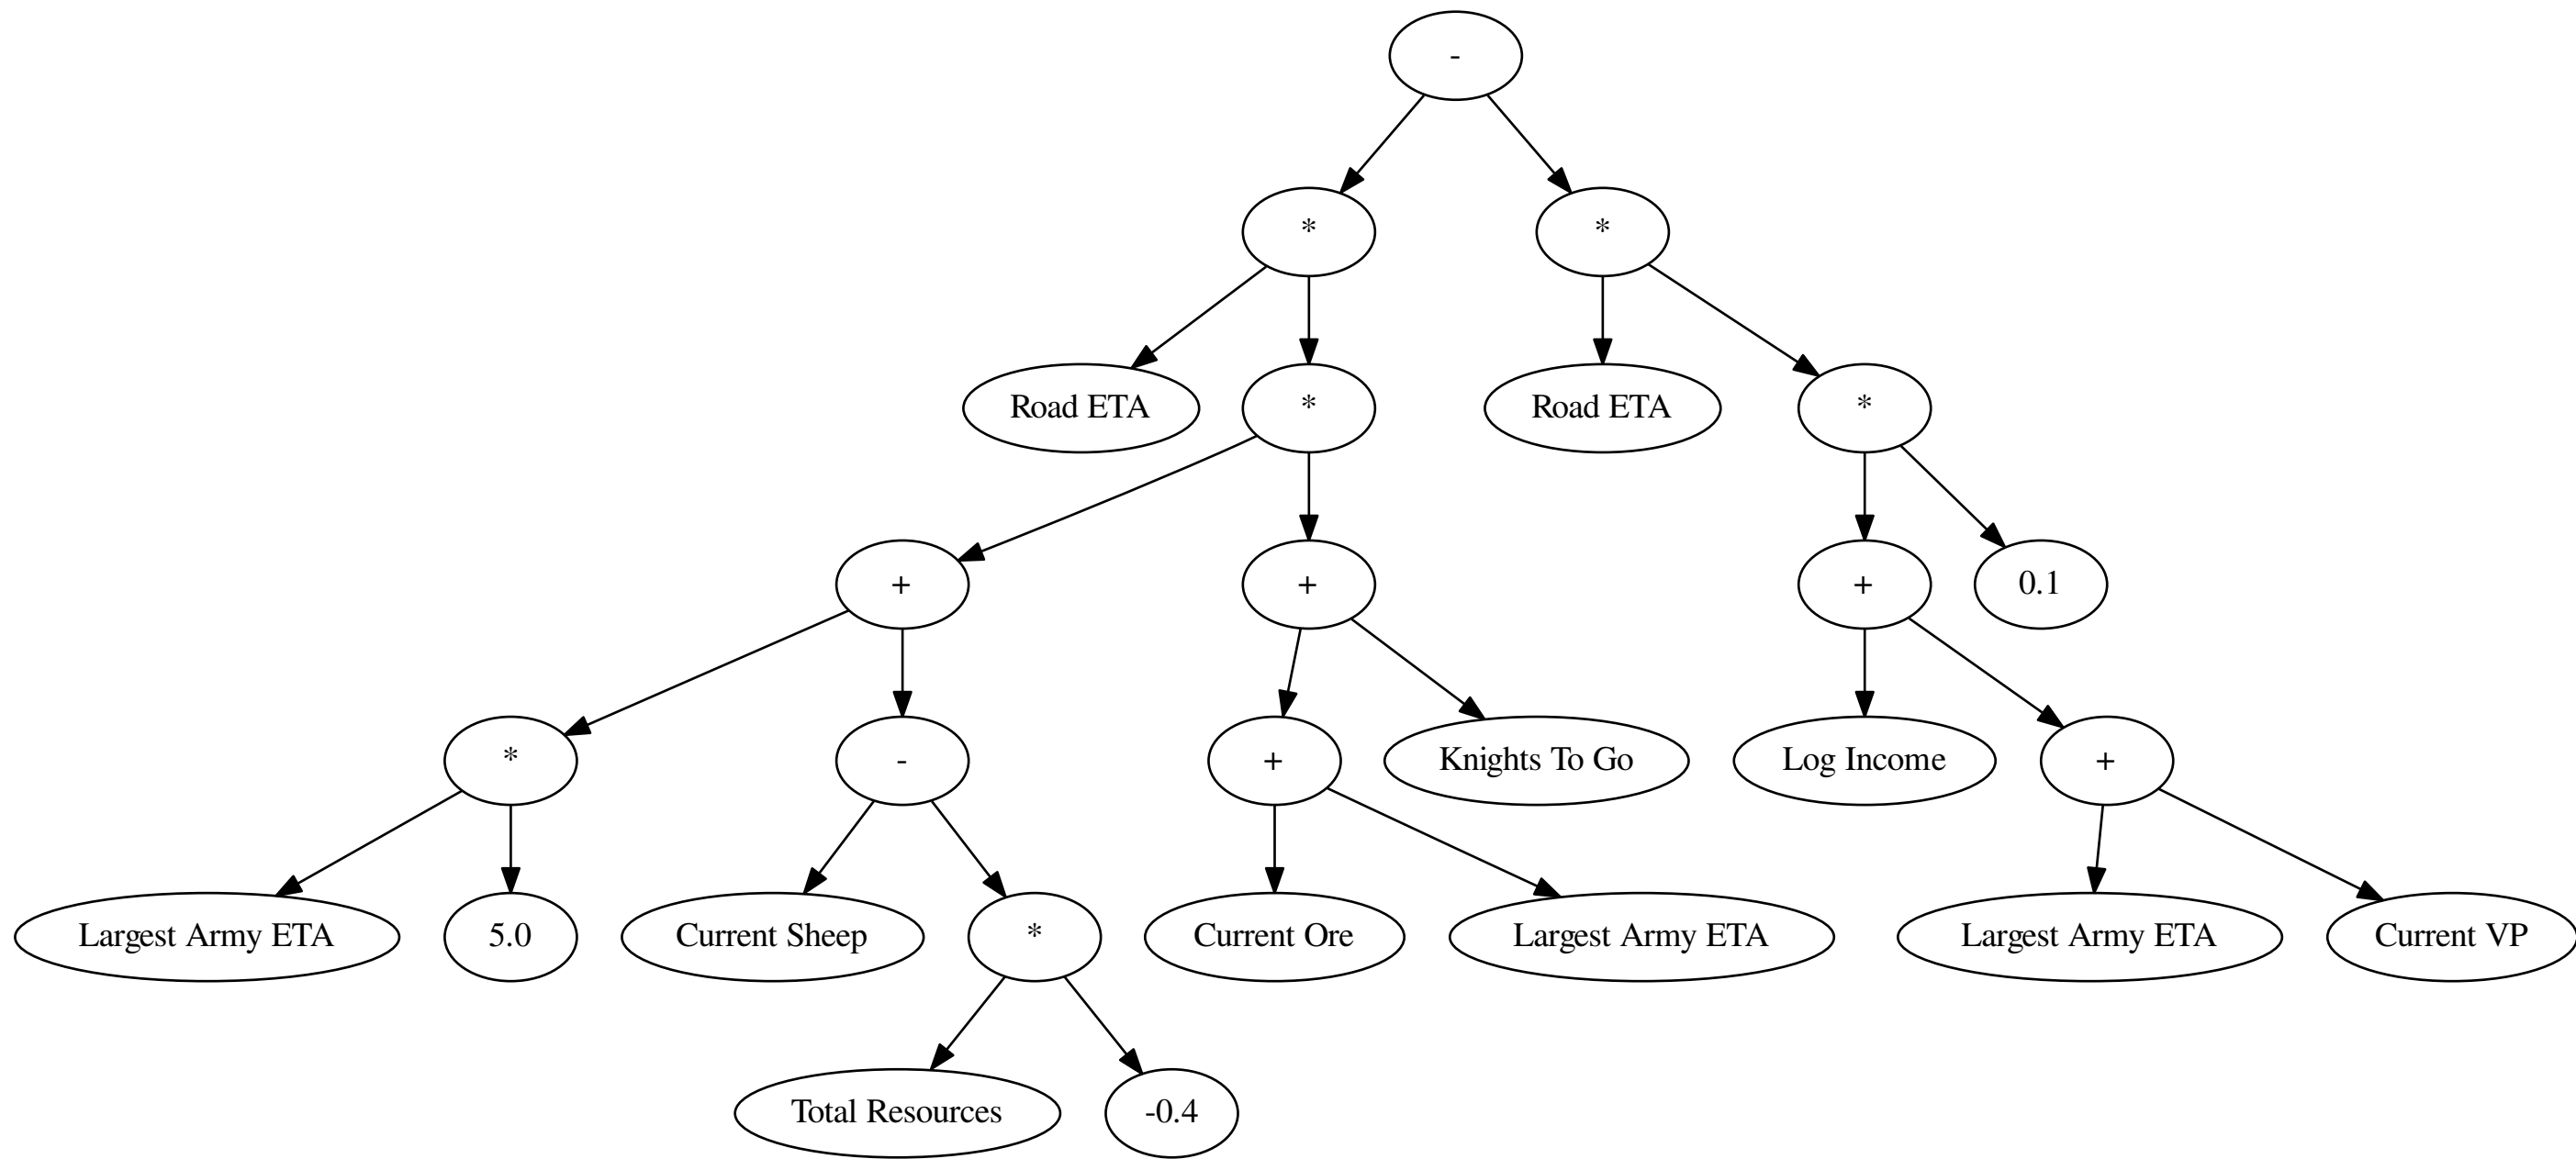 -
*
*
Road ETA
*
Road ETA
*
+
+
+
0.1
*
-
+
Knights To Go
Log Income
+
Largest Army ETA
5.0
Current Sheep
*
Current Ore
Largest Army ETA
Largest Army ETA
Current VP
Total Resources
-0.4